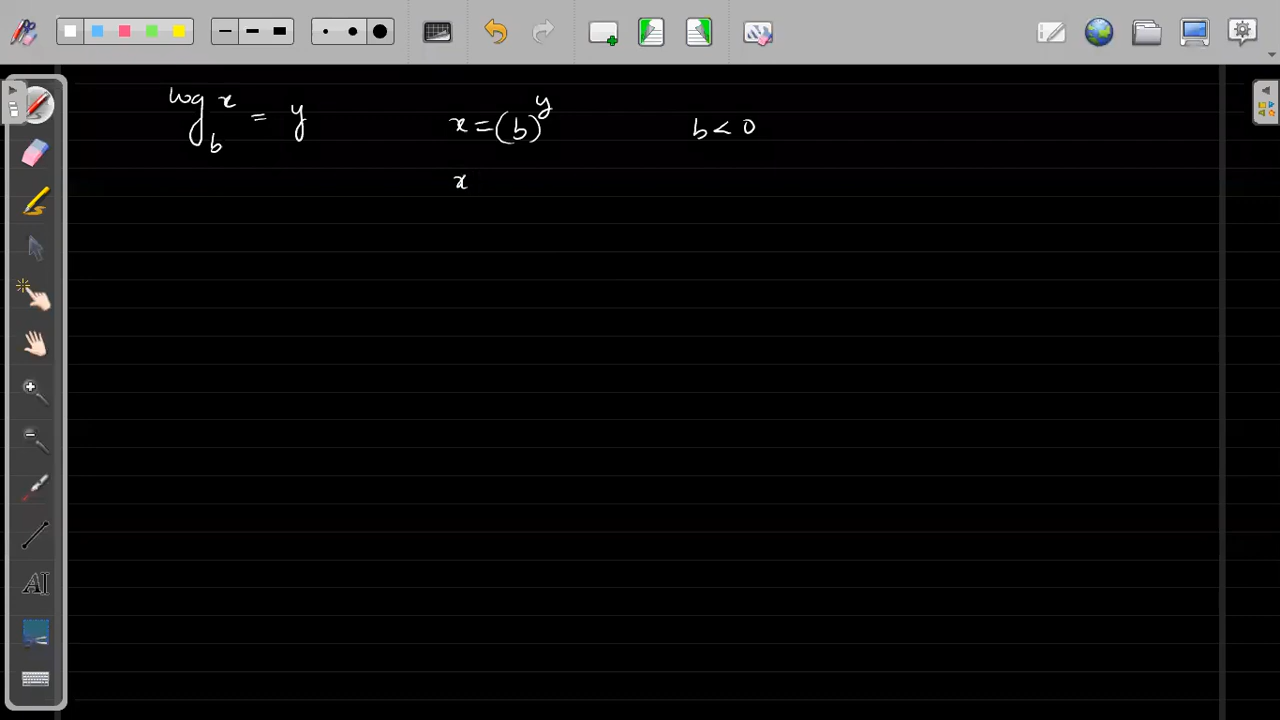 log_b x = y x = (b)^y b < 0
x